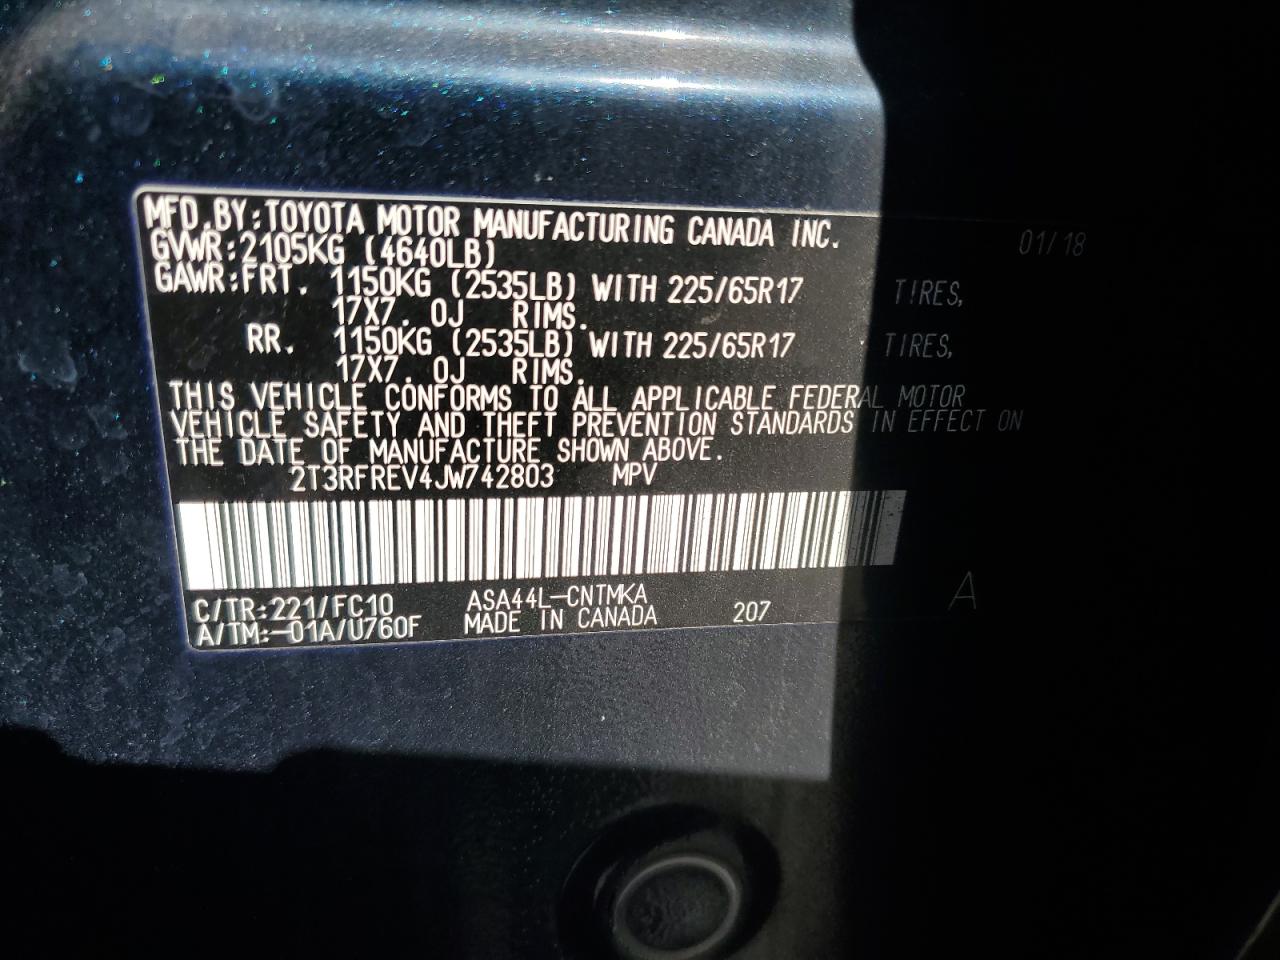 MFD.BY:TOYOTA MOTOR MANUFACTURING CANADA INC. 01/18
GVWR:2105KG (4640LB)
GAWR:FRT. 1150KG (2535LB) WITH 225/65R17 TIRES,
17X7.0J RIMS.
RR. 1150KG (2535LB) WITH 225/65R17 TIRES,
17X7.0J RIMS.
THIS VEHICLE CONFORMS TO ALL APPLICABLE FEDERAL MOTOR
VEHICLE SAFETY AND THEFT PREVENTION STANDARDS IN EFFECT ON
THE DATE OF MANUFACTURE SHOWN ABOVE.
2T3RFREV4JW742803 MPV
C/TR:221/FC10 ASA44L-CNTMKA A
A/TM:-01A/U760F MADE IN CANADA 207